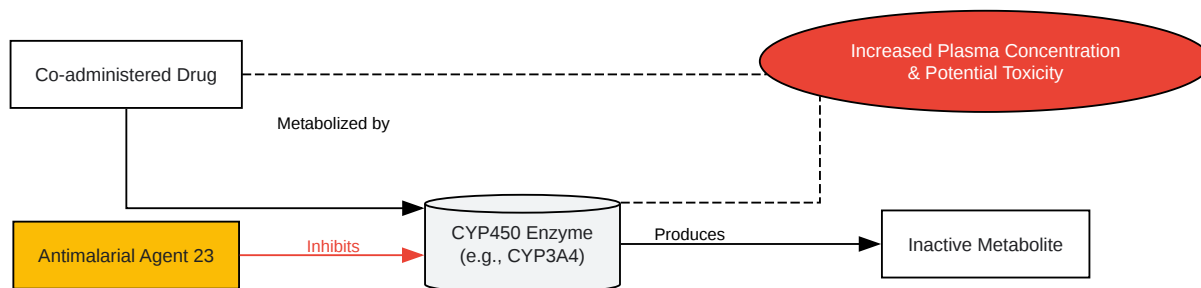 Increased Plasma Concentration
& Potential Toxicity
Co-administered Drug
Metabolized by
CYP450 Enzyme
(e.g., CYP3A4)
Antimalarial Agent 23
Inhibits
Produces
Inactive Metabolite